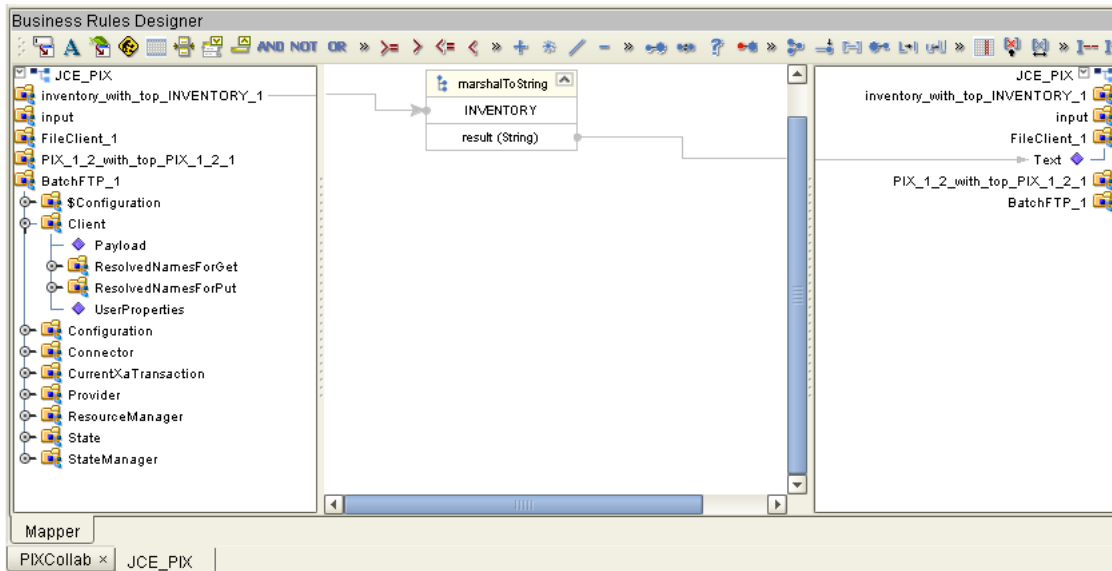 Business Rules Designer
A AND NOT OR » >= > <= < » + / - » ? » » »
JCE_PIX
inventory_with_top_INVENTORY_1
input
FileClient_1
PIX_1_2_with_top_PIX_1_2_1
BatchFTP_1
$Configuration
Client
Payload
ResolvedNamesForGet
ResolvedNamesForPut
UserProperties
Configuration
Connector
CurrentXaTransaction
Provider
ResourceManager
State
StateManager
marshalToString
INVENTORY
result (String)
JCE_PIX
inventory_with_top_INVENTORY_1
input
FileClient_1
Text
PIX_1_2_with_top_PIX_1_2_1
BatchFTP_1
Mapper
PIXCollab × JCE_PIX